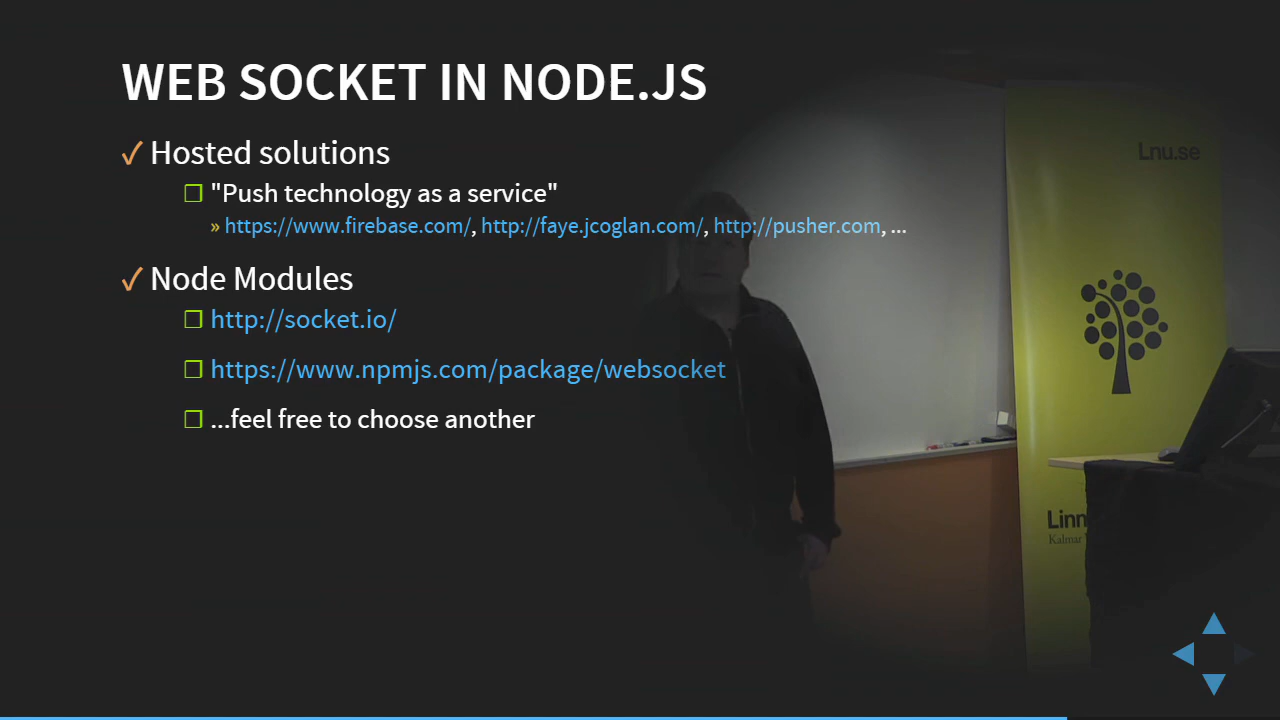 WEB SOCKET IN NODE.JS
✓ Hosted solutions
❒ "Push technology as a service"
» https://www.firebase.com/, http://faye.jcoglan.com/, http://pusher.com, ...
✓ Node Modules
❒ http://socket.io/
❒ https://www.npmjs.com/package/websocket
❒ ...feel free to choose another
Lnu.se
Linn
Kalmar